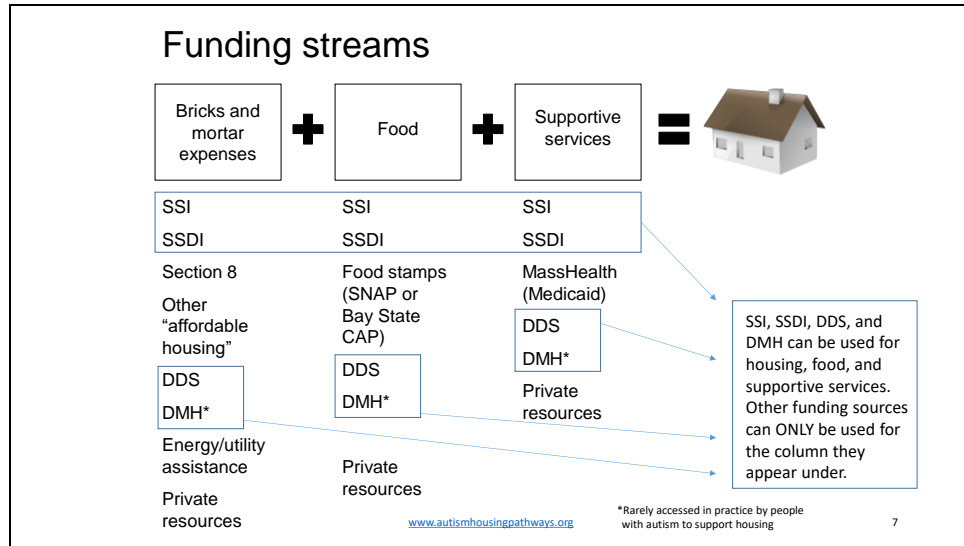 Funding streams
Bricks and
mortar
expenses
Food
Supportive
services
SSI
SSDI
Section 8
Other
“affordable
housing”
DDS
DMH*
Energy/utility
assistance
Private
resources
SSI
SSDI
Food stamps
(SNAP or
Bay State
CAP)
DDS
DMH*
Private
resources
SSI
SSDI
MassHealth
(Medicaid)
DDS
DMH*
Private
resources
SSI, SSDI, DDS, and
DMH can be used for
housing, food, and
supportive services.
Other funding sources
can ONLY be used for
the column they
appear under.
www.autismhousingpathways.org
*Rarely accessed in practice by people
with autism to support housing
7